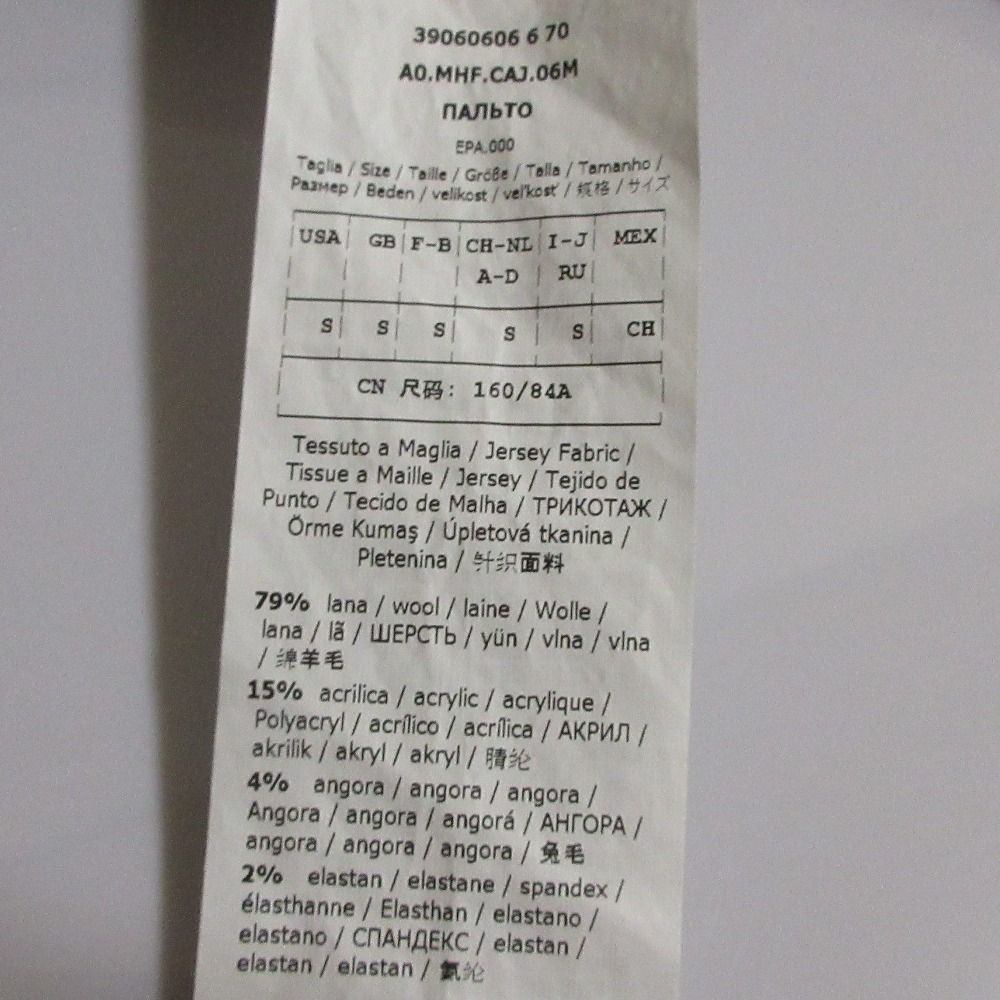 39060606 6 70
A0.MHF.CAJ.06M
ПАЛЬТО
EPA.000
Taglia / Size / Taille / Größe / Talla / Tamanho /
Размер / Beden / velikost / veľkosť / 规格 / サイズ
USA GB F-B CH-NL I-J MEX
A-D RU
S S S S S CH
CN 尺码: 160/84A
Tessuto a Maglia / Jersey Fabric /
Tissue a Maille / Jersey / Tejido de
Punto / Tecido de Malha / ТРИКОТАЖ /
Örme Kumaş / Úpletová tkanina /
Pletenina / 针织面料
79% lana / wool / laine / Wolle /
lana / lã / ШЕРСТЬ / yün / vlna / vlna
/ 绵羊毛
15% acrilica / acrylic / acrylique /
Polyacryl / acrílico / acrílica / АКРИЛ /
akrilik / akryl / akryl / 腈纶
4% angora / angora / angora /
Angora / angora / angorá / АНГОРА /
angora / angora / angora / 兔毛
2% elastan / elastane / spandex /
élasthanne / Elasthan / elastano /
elastano / СПАНДЕКС / elastan /
elastan / elastan / 氨纶